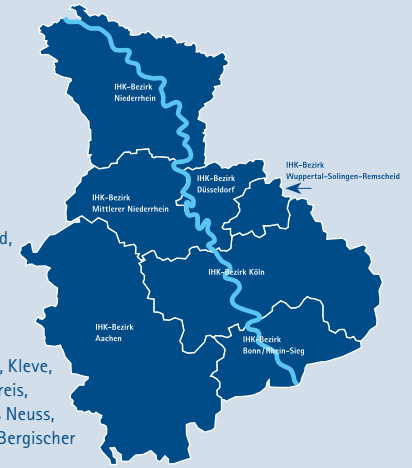 IHK-Bezirk
Niederrhein
IHK-Bezirk
Wuppertal-Solingen-Remscheid
IHK-Bezirk
Düsseldorf
IHK-Bezirk
Mittlerer Niederrhein
d,
IHK-Bezirk Köln
IHK-Bezirk
Aachen
IHK-Bezirk
Bonn/Rhein-Sieg
, Kleve,
reis,
s Neuss,
Bergischer